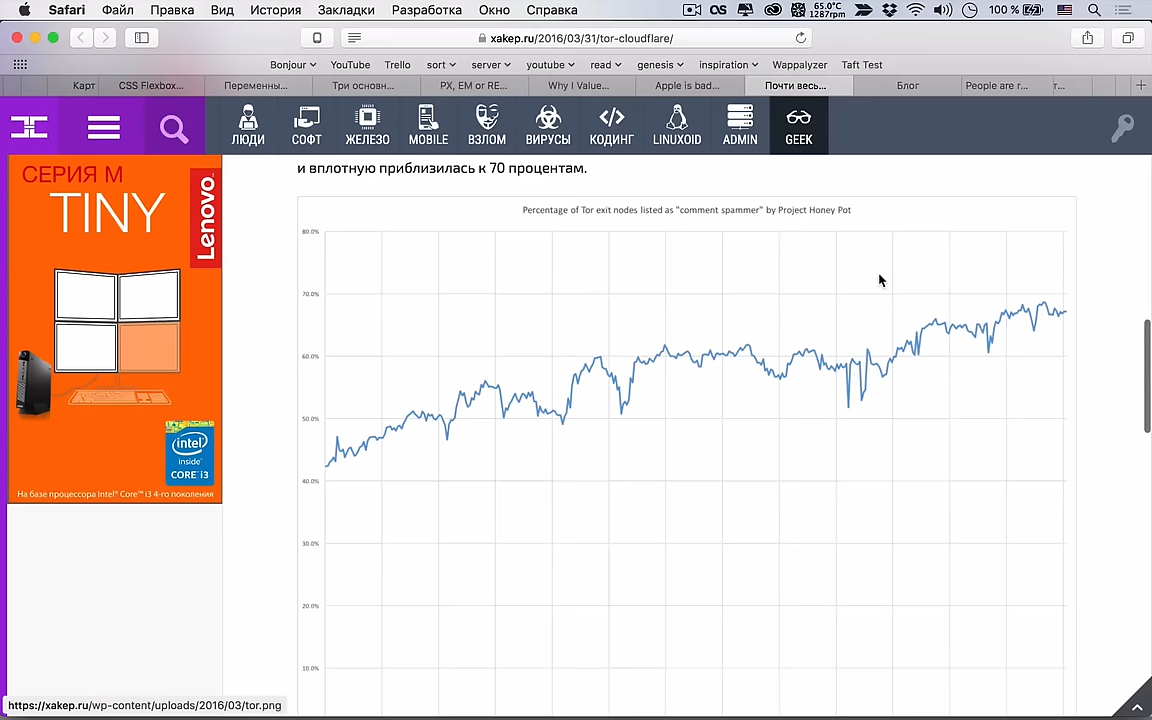 Safari Файл Правка Вид История Закладки Разработка Окно Справка
OS 65.0°C 1287rpm 100 %
xakep.ru/2016/03/31/tor-cloudflare/
Bonjour YouTube Trello sort server youtube read genesis inspiration Wappalyzer Taft Test
Карт CSS Flexbox... Переменны... Три основн... PX, EM or RE... Why I Value... Apple is bad... Почти весь... Блог People are r... т...
ЛЮДИ СОФТ ЖЕЛЕЗО MOBILE ВЗЛОМ ВИРУСЫ КОДИНГ LINUXOID ADMIN GEEK
СЕРИЯ М
TINY
Lenovo
intel
inside
CORE i3
На базе процессора Intel® Core™ i3 4-го поколения
и вплотную приблизилась к 70 процентам.
Percentage of Tor exit nodes listed as "comment spammer" by Project Honey Pot
80.0%
70.0%
60.0%
50.0%
40.0%
30.0%
20.0%
10.0%
https://xakep.ru/wp-content/uploads/2016/03/tor.png